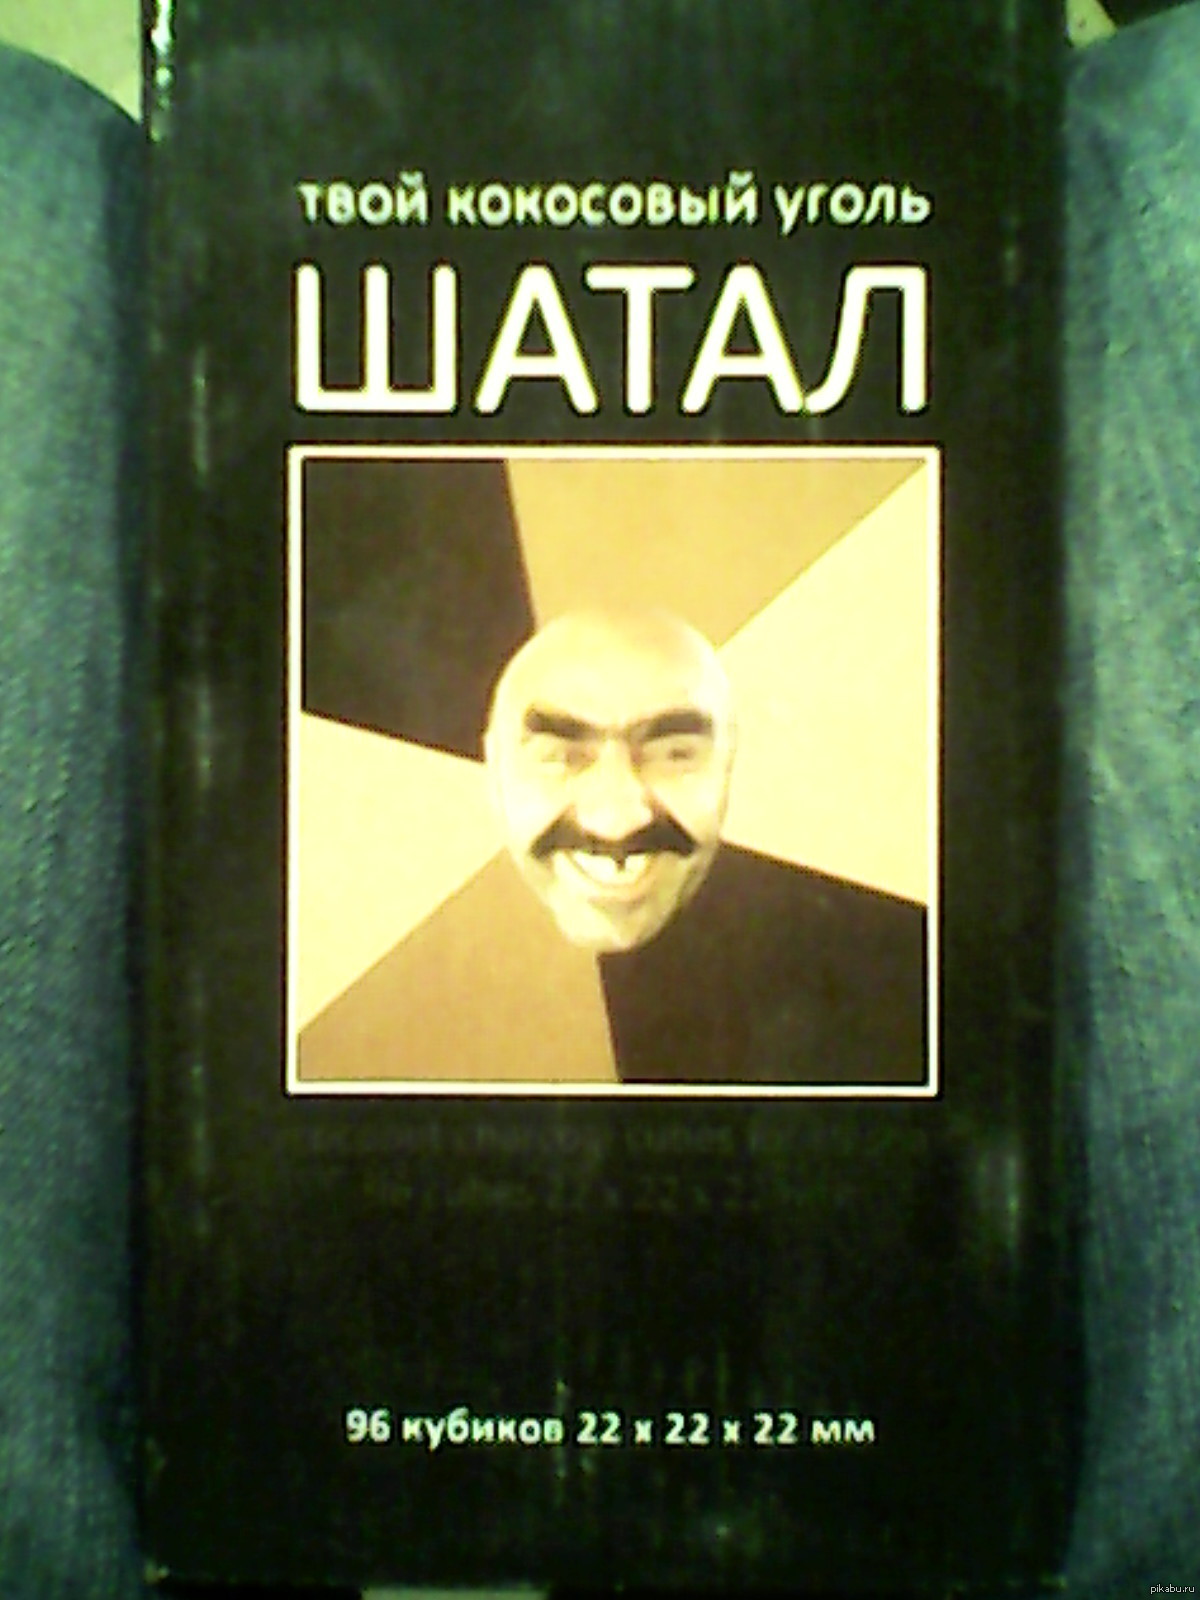 твой кокосовый уголь
ШАТАЛ
96 кубиков 22 x 22 x 22 мм
pikabu.ru